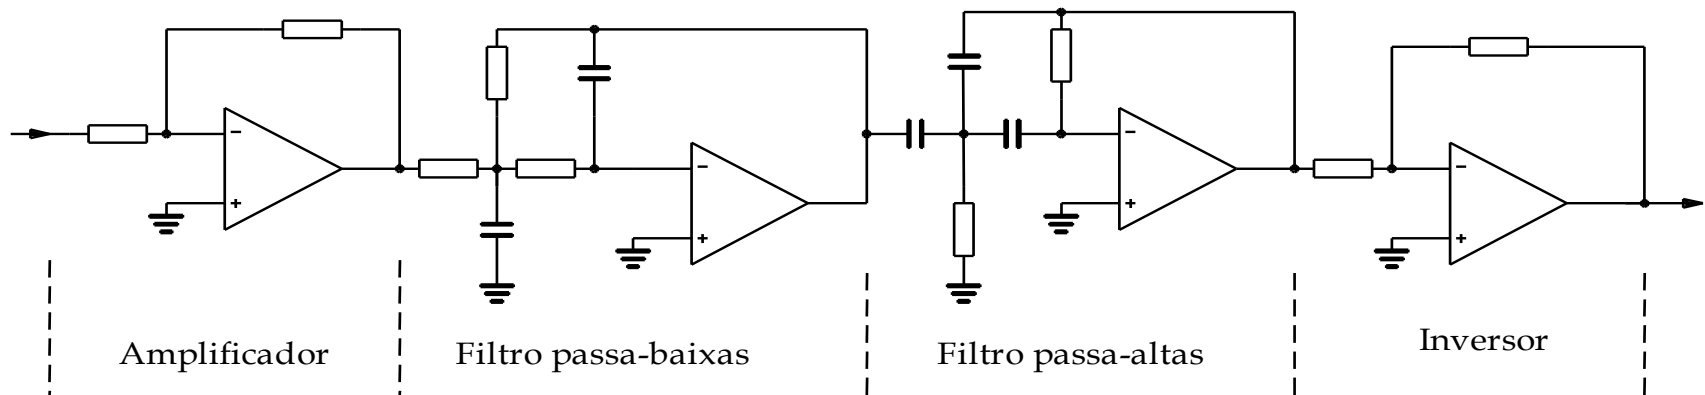 Amplificador
Filtro passa-baixas
Filtro passa-altas
Inversor